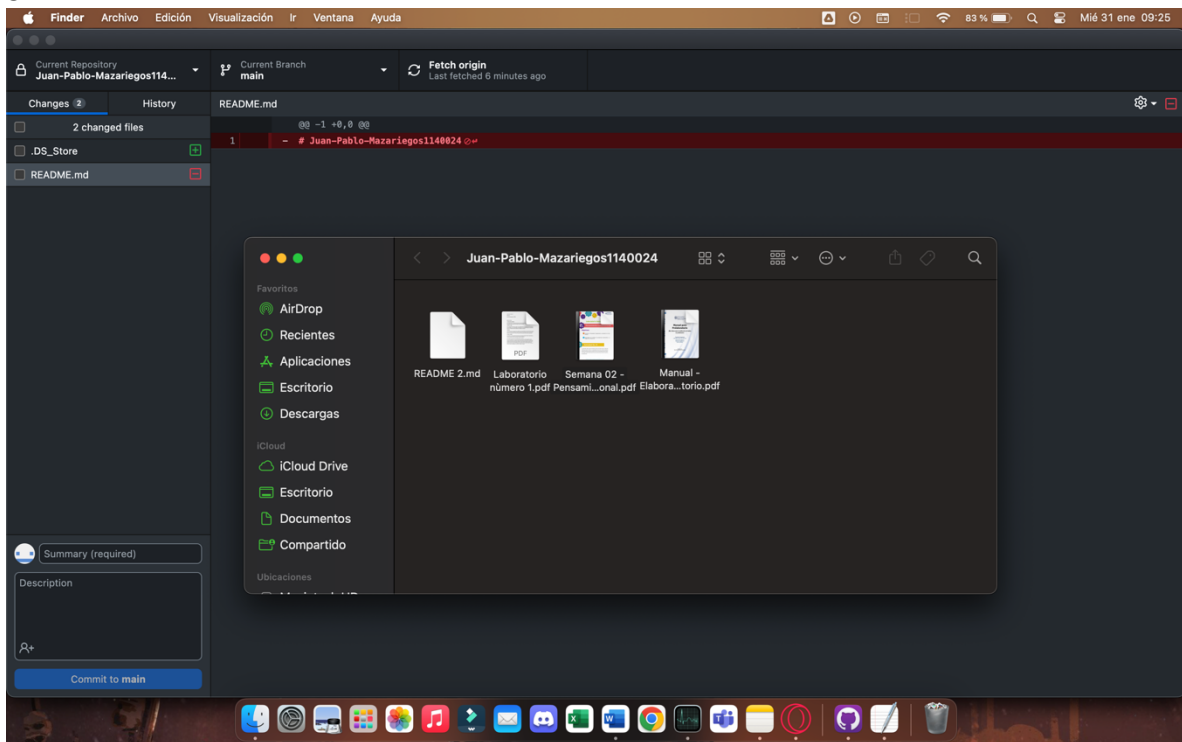 Finder Archivo Edición Visualización Ir Ventana Ayuda 83 % Mié 31 ene 09:25
Current Repository
Juan-Pablo-Mazariegos114...
Current Branch
main
Fetch origin
Last fetched 6 minutes ago
Changes 2 History README.md
2 changed files
@@ -1 +0,0 @@
1 - # Juan-Pablo-Mazariegos1140024
.DS_Store
README.md
Juan-Pablo-Mazariegos1140024
Favoritos
AirDrop
Recientes
Aplicaciones
Escritorio
Descargas
iCloud
iCloud Drive
Escritorio
Documentos
Compartido
Ubicaciones
PDF
README 2.md
Laboratorio
nùmero 1.pdf
Semana 02 -
Pensami...onal.pdf
Manual -
Elabora...torio.pdf
Summary (required)
Description
Commit to main